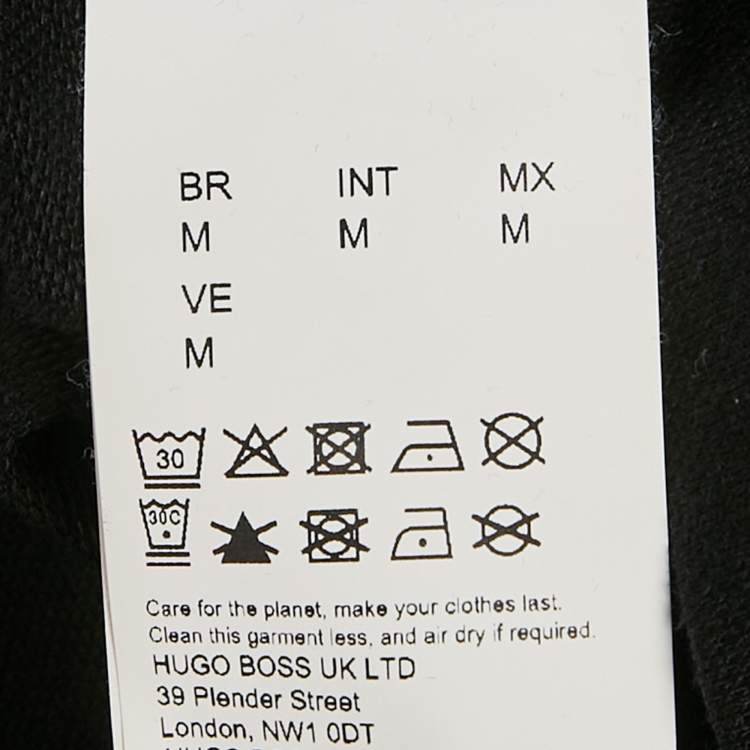 BR INT MX
M M M
VE
M
30
30C
Care for the planet, make your clothes last.
Clean this garment less, and air dry if required.
HUGO BOSS UK LTD
39 Plender Street
London, NW1 0DT